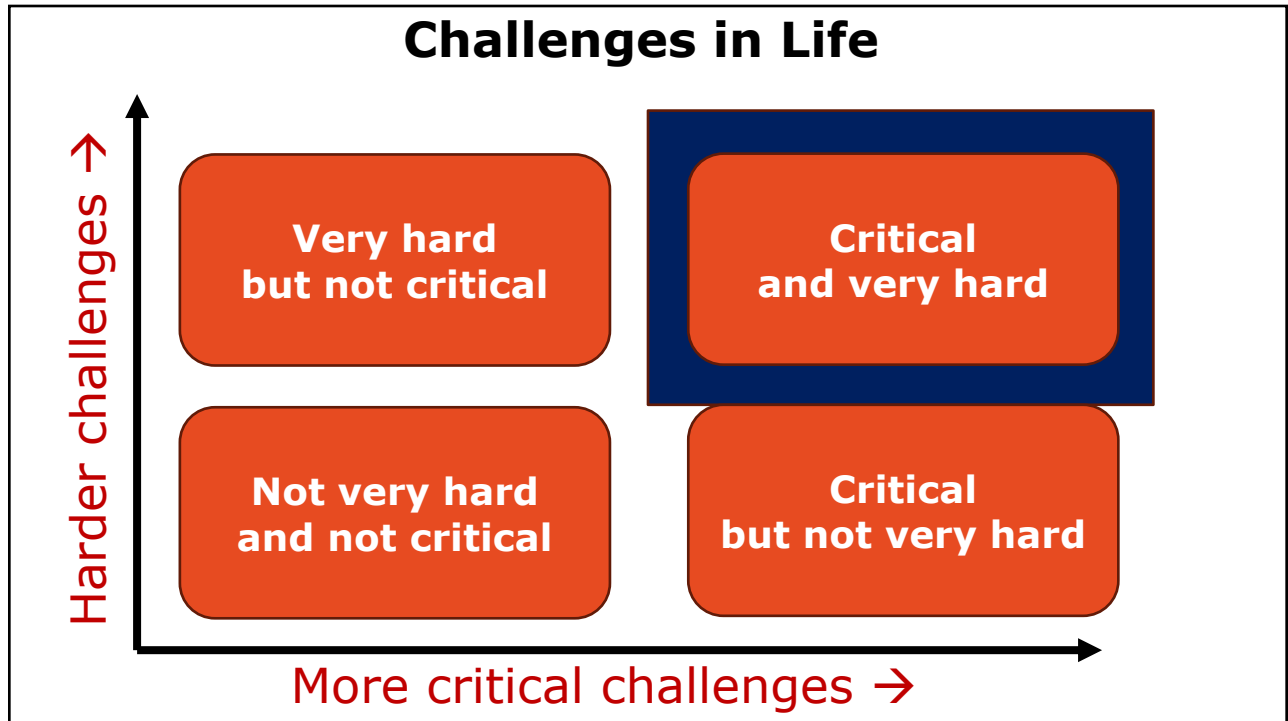 Challenges in Life
Harder challenges →
Very hard
but not critical
Critical
and very hard
Not very hard
and not critical
Critical
but not very hard
More critical challenges →